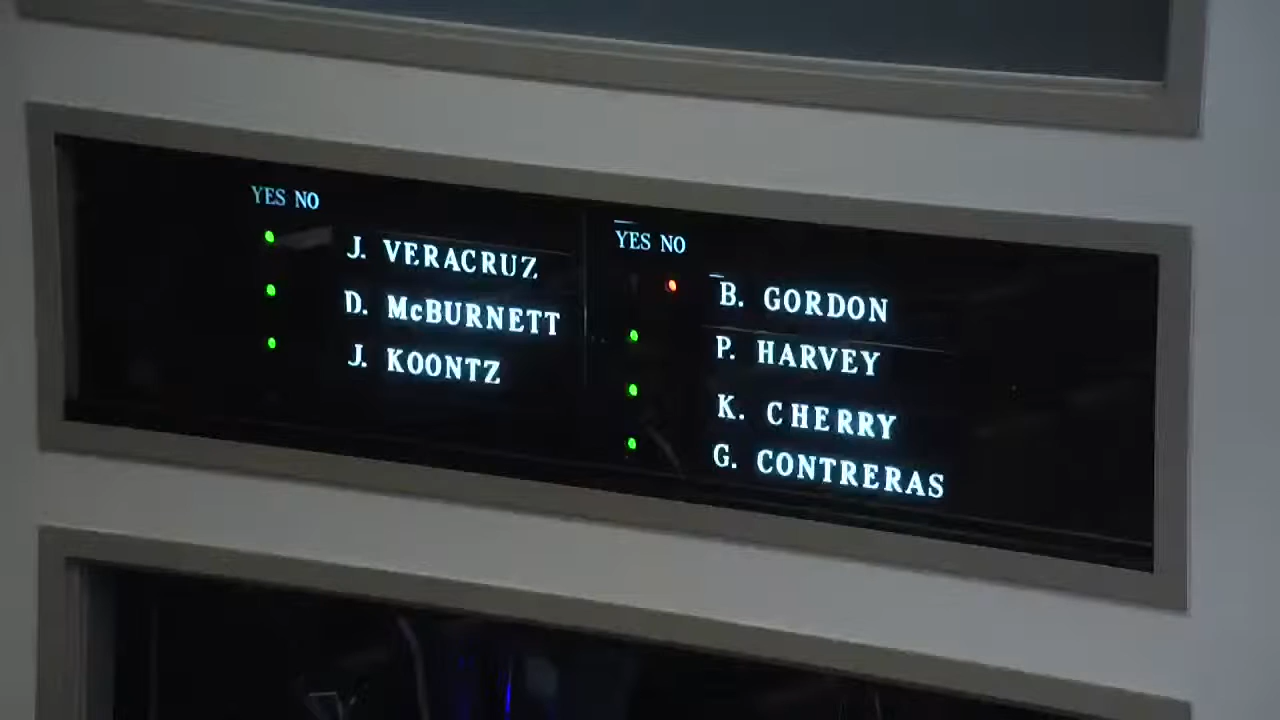 YES NO
J. VERACRUZ
D. McBURNETT
J. KOONTZ
YES NO
B. GORDON
P. HARVEY
K. CHERRY
G. CONTRERAS